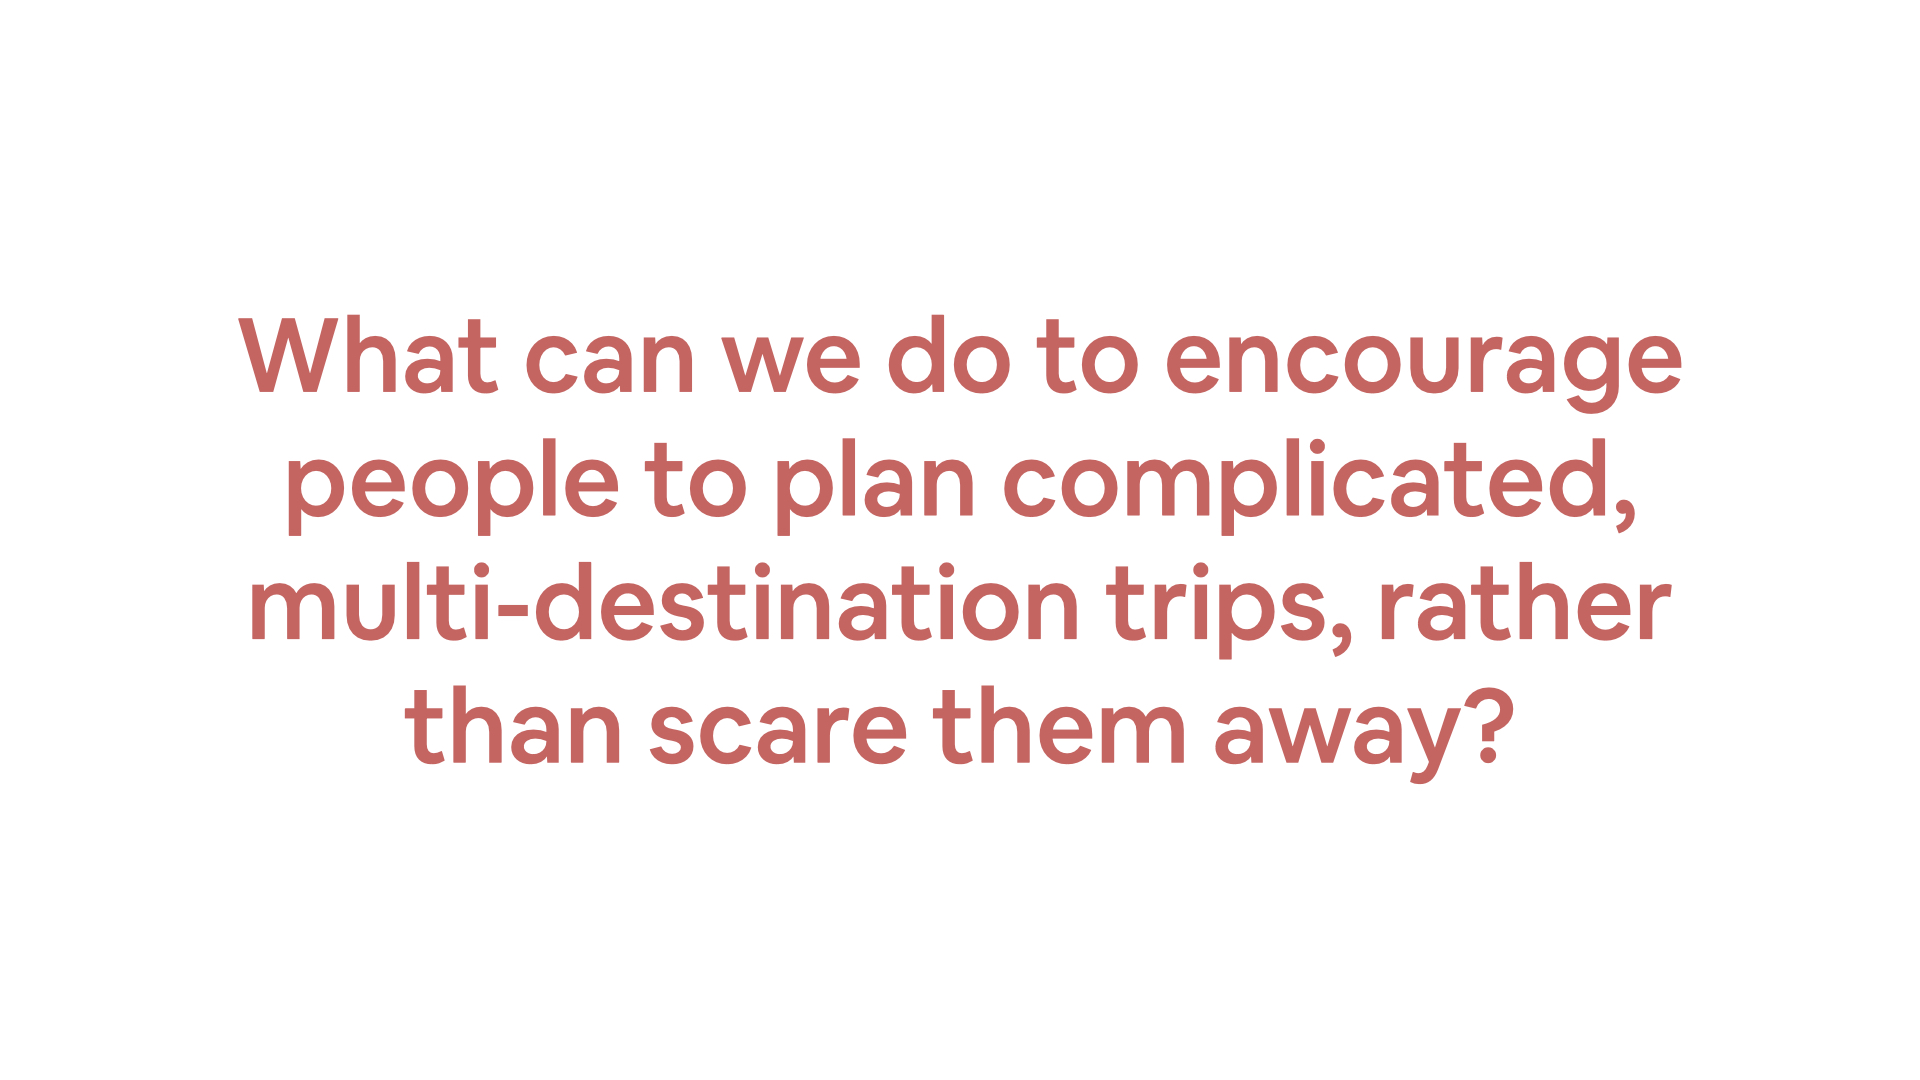 What can we do to encourage
people to plan complicated,
multi-destination trips, rather
than scare them away?